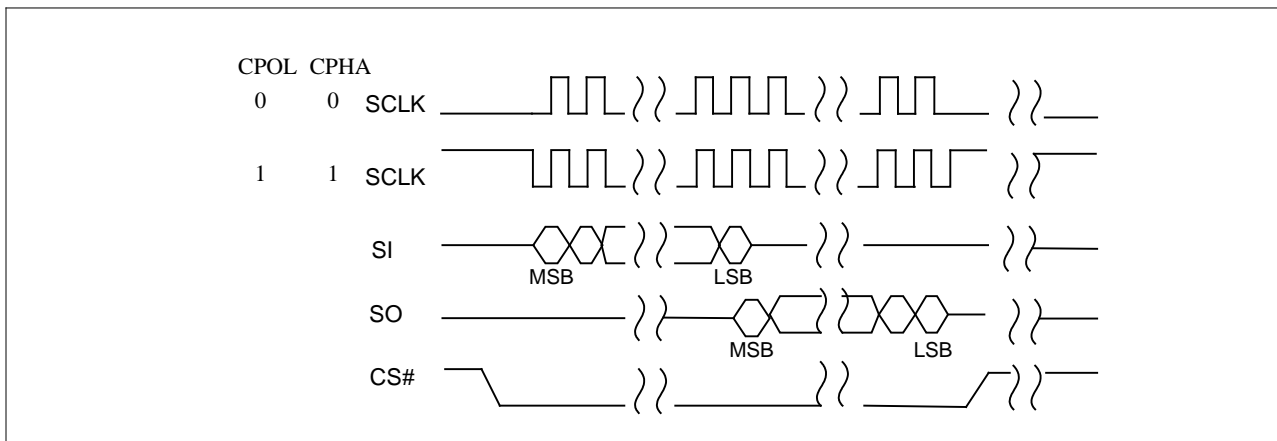 CPOL CPHA
0 0 SCLK
1 1 SCLK
SI
MSB LSB
SO
MSB LSB
CS#